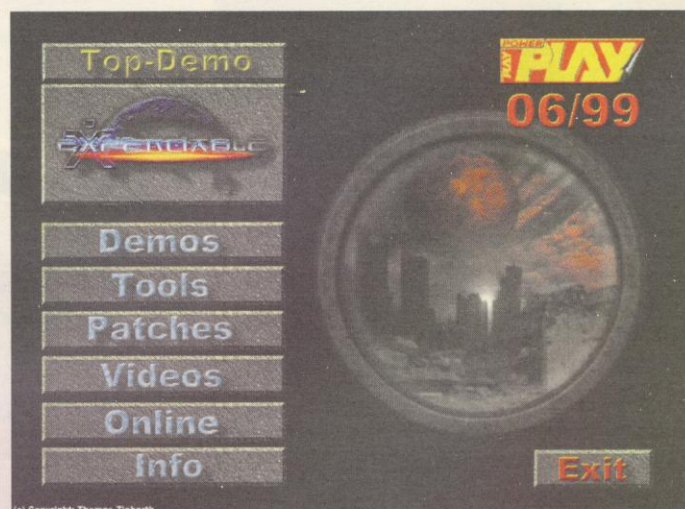 Top-Demo
EXPENDABLE
POWER PLAY
06/99
Demos
Tools
Patches
Videos
Online
Info
Exit